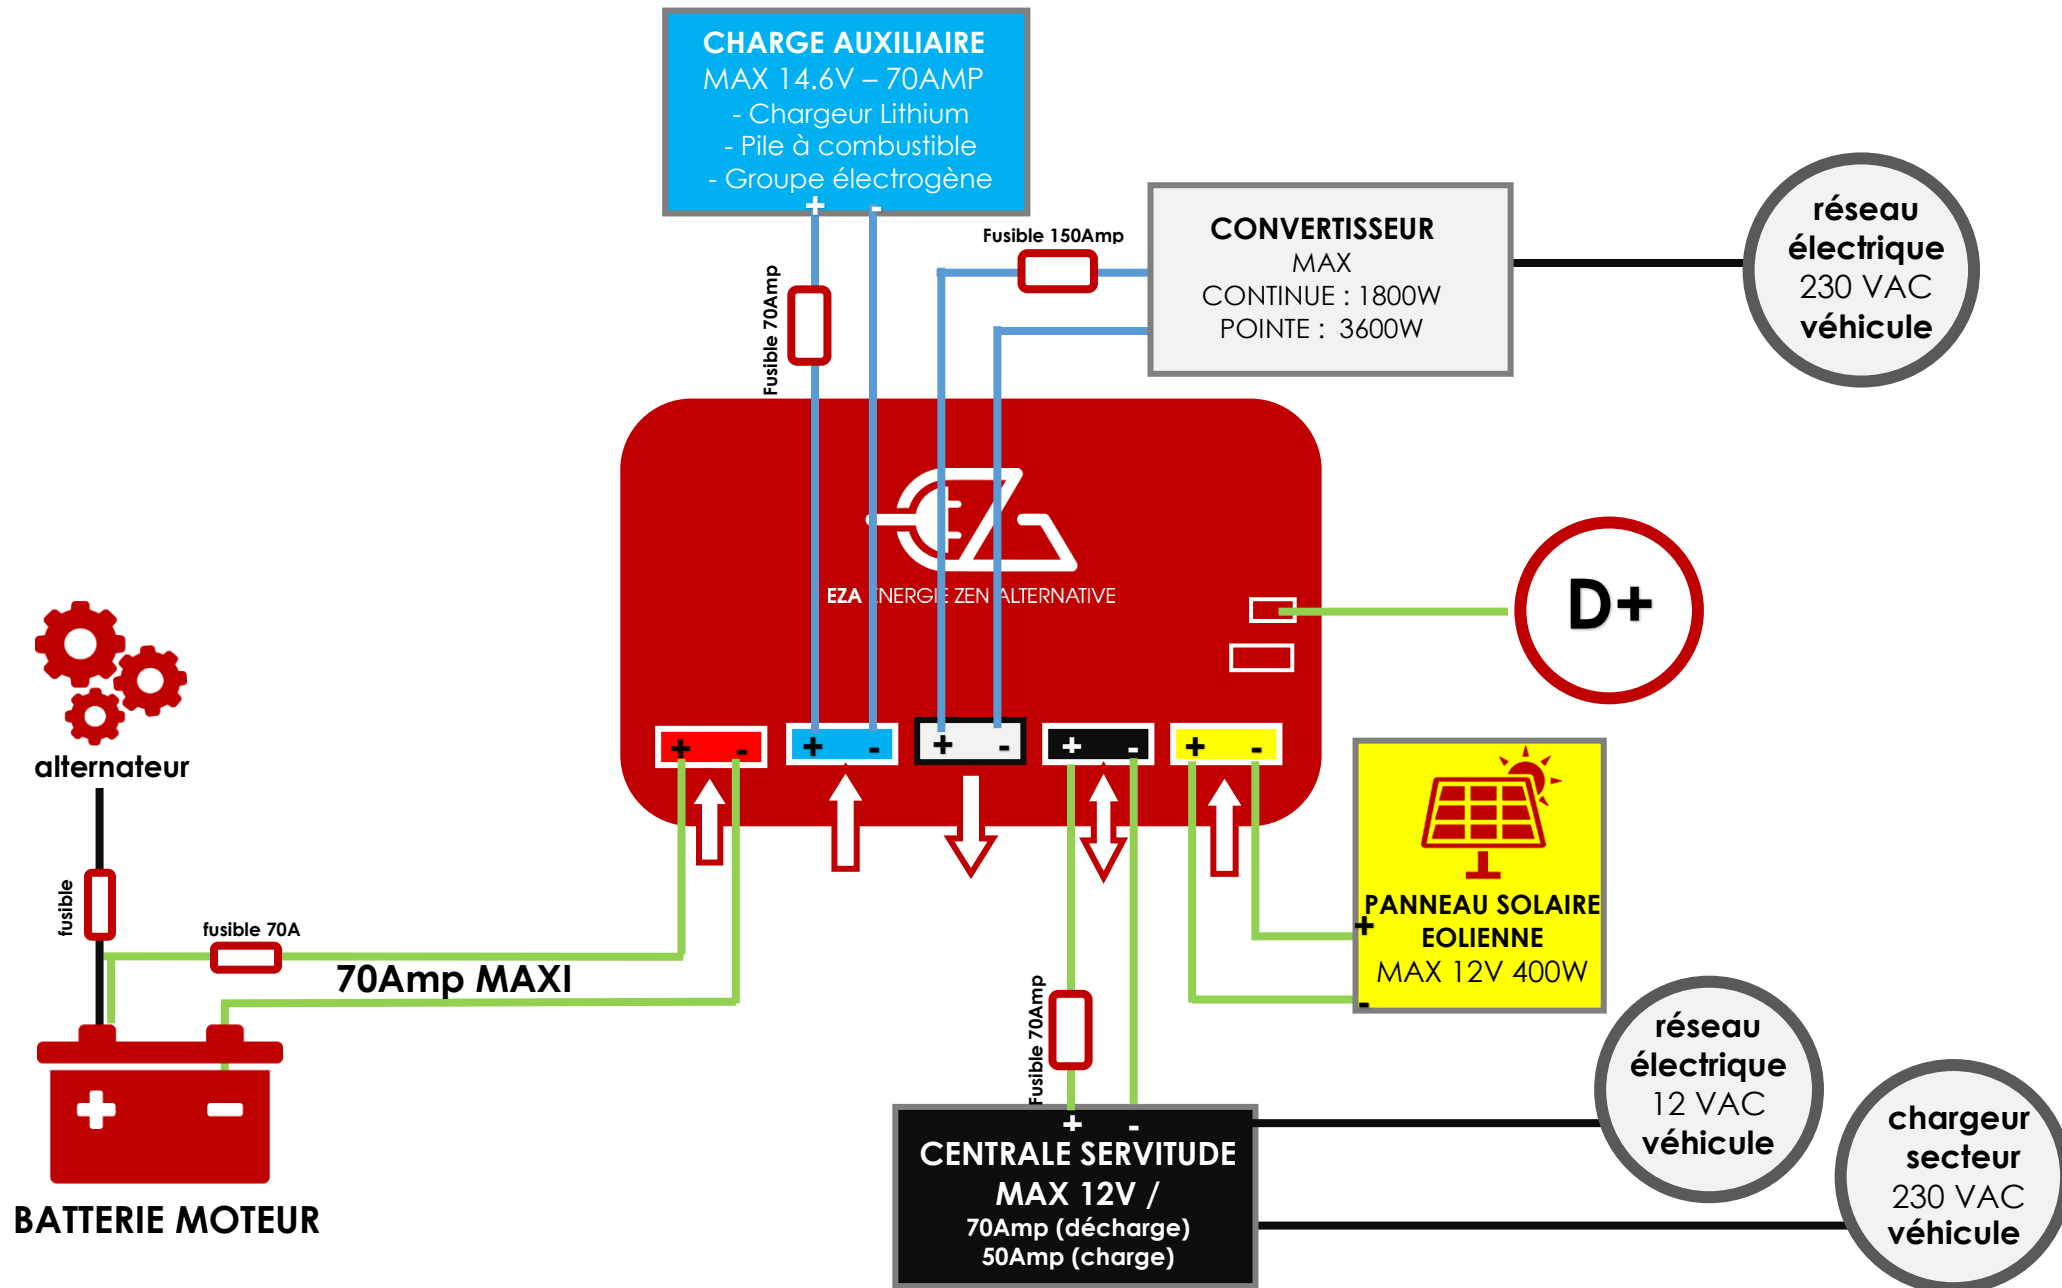 CHARGE AUXILIAIRE
MAX 14.6V – 70AMP
- Chargeur Lithium
- Pile à combustible
- Groupe électrogène
+ -
Fusible 70Amp
Fusible 150Amp
CONVERTISSEUR
MAX
CONTINUE : 1800W
POINTE : 3600W
réseau
électrique
230 VAC
véhicule
EZA ENERGIE ZEN ALTERNATIVE
D+
+ - + - + - + - + -
alternateur
fusible
fusible 70A
70Amp MAXI
BATTERIE MOTEUR
PANNEAU SOLAIRE
+
EOLIENNE
MAX 12V 400W
-
Fusible 70Amp
+ -
CENTRALE SERVITUDE
MAX 12V /
70Amp (décharge)
50Amp (charge)
réseau
électrique
12 VAC
véhicule
chargeur
secteur
230 VAC
véhicule